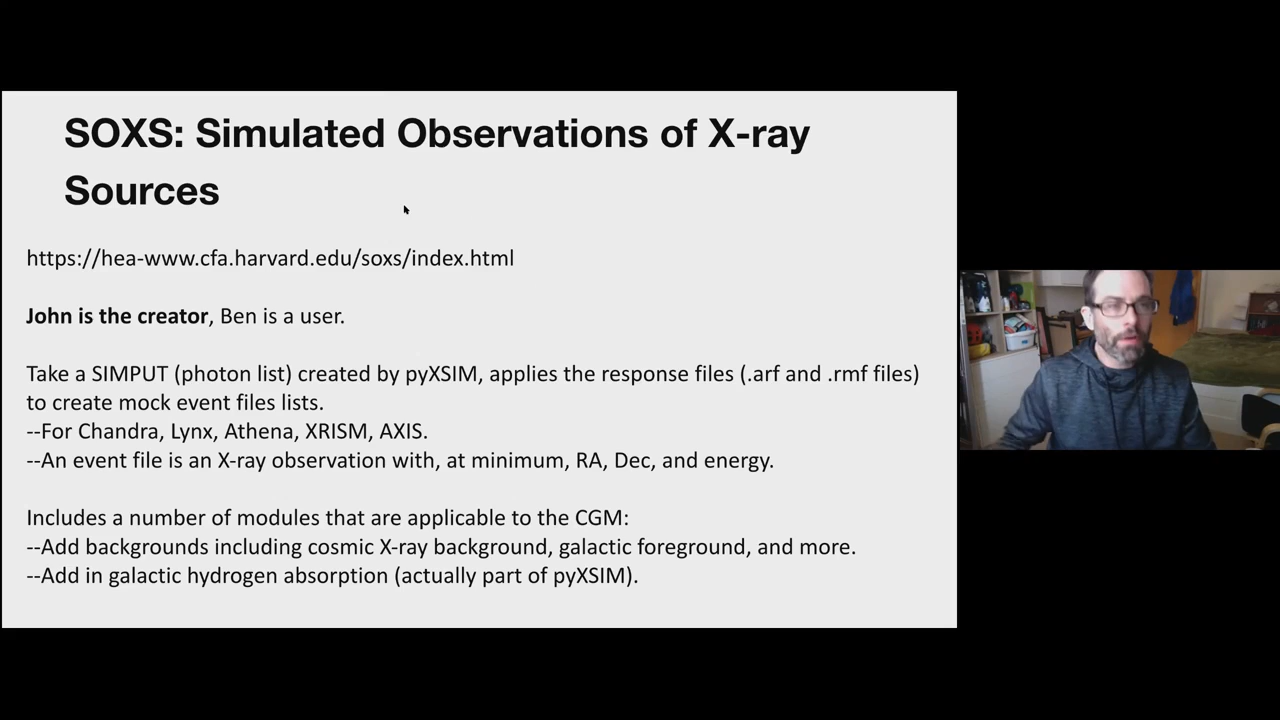 SOXS: Simulated Observations of X-ray
Sources
https://hea-www.cfa.harvard.edu/soxs/index.html
John is the creator, Ben is a user.
Take a SIMPUT (photon list) created by pyXSIM, applies the response files (.arf and .rmf files)
to create mock event files lists.
--For Chandra, Lynx, Athena, XRISM, AXIS.
--An event file is an X-ray observation with, at minimum, RA, Dec, and energy.
Includes a number of modules that are applicable to the CGM:
--Add backgrounds including cosmic X-ray background, galactic foreground, and more.
--Add in galactic hydrogen absorption (actually part of pyXSIM).